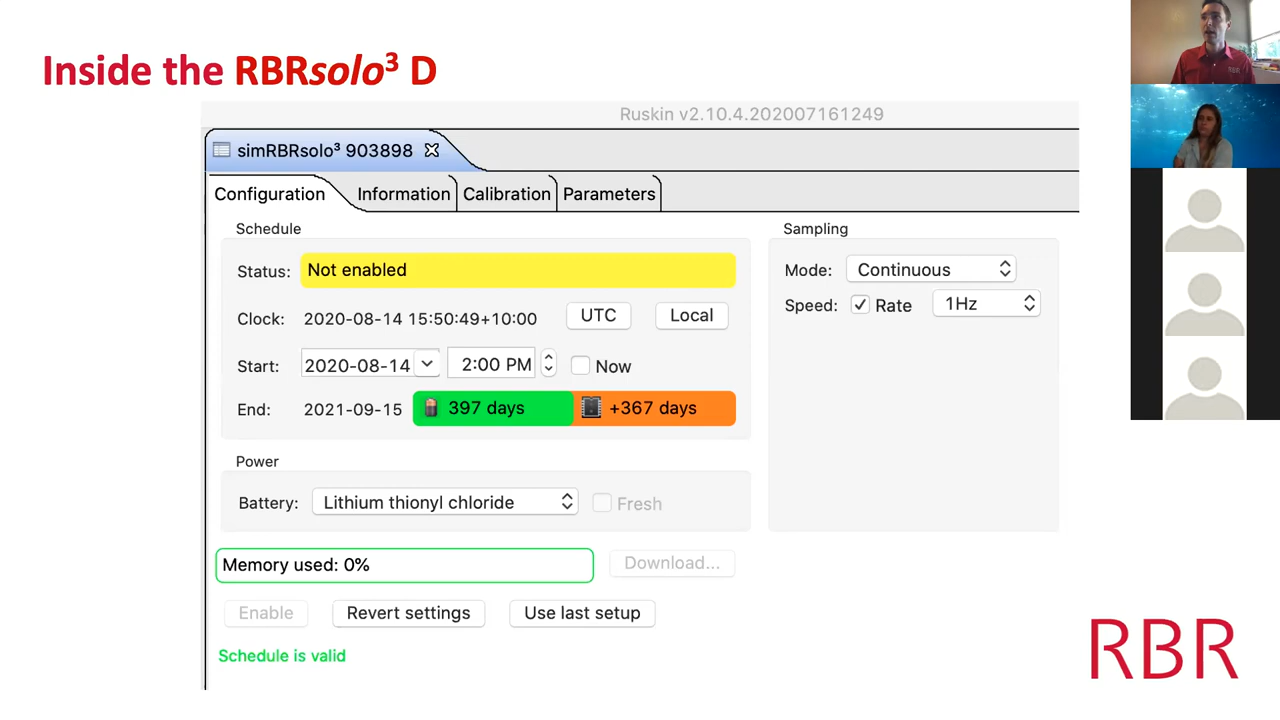 Inside the RBRsolo³ D
Ruskin v2.10.4.202007161249
simRBRsolo³ 903898
Configuration Information Calibration Parameters
Schedule
Status: Not enabled
Clock: 2020-08-14 15:50:49+10:00 UTC Local
Start: 2020-08-14 2:00 PM Now
End: 2021-09-15 397 days +367 days
Power
Battery: Lithium thionyl chloride Fresh
Memory used: 0% Download...
Enable Revert settings Use last setup
Schedule is valid
Sampling
Mode: Continuous
Speed: Rate 1Hz
RBR